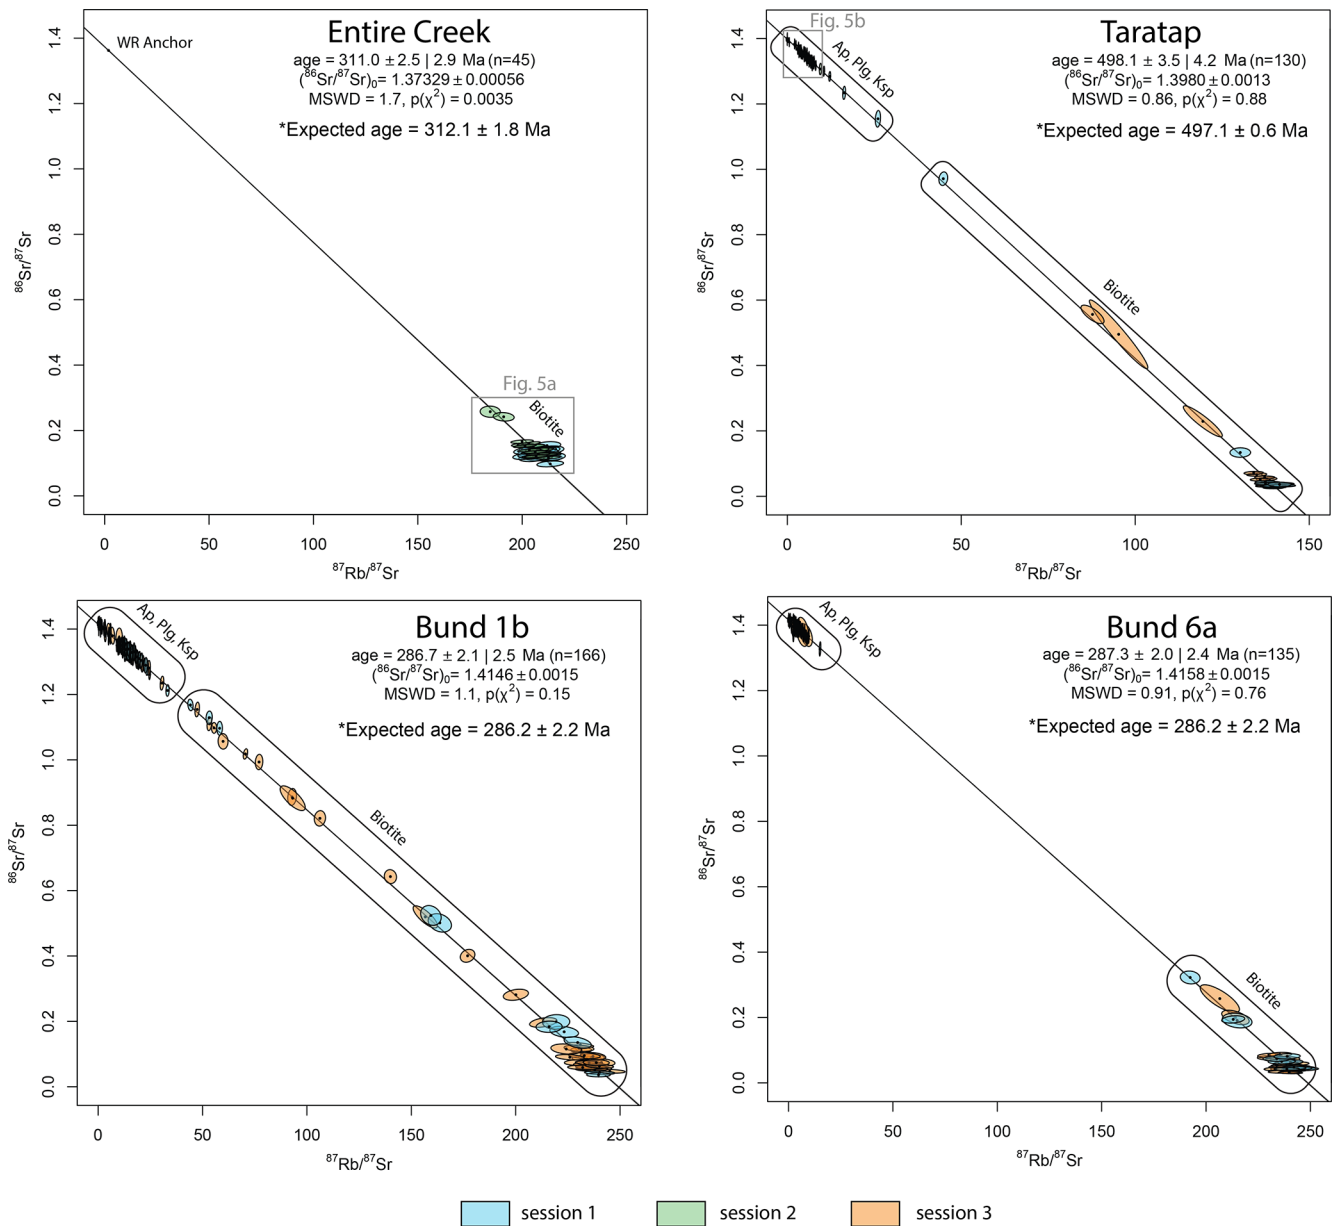 Entire Creek
WR Anchor
age = 311.0 ± 2.5 | 2.9 Ma (n=45)
(⁸⁶Sr/⁸⁷Sr)₀= 1.37329 ± 0.00056
MSWD = 1.7, p(χ²) = 0.0035
*Expected age = 312.1 ± 1.8 Ma
Fig. 5a
Biotite
⁸⁶Sr/⁸⁷Sr
0.0 0.2 0.4 0.6 0.8 1.0 1.2 1.4
0 50 100 150 200 250
⁸⁷Rb/⁸⁷Sr
Taratap
Fig. 5b
Ap, Plg, Ksp
age = 498.1 ± 3.5 | 4.2 Ma (n=130)
(⁸⁶Sr/⁸⁷Sr)₀= 1.3980 ± 0.0013
MSWD = 0.86, p(χ²) = 0.88
*Expected age = 497.1 ± 0.6 Ma
Biotite
⁸⁶Sr/⁸⁷Sr
0.0 0.2 0.4 0.6 0.8 1.0 1.2 1.4
0 50 100 150
⁸⁷Rb/⁸⁷Sr
Bund 1b
Ap, Plg, Ksp
age = 286.7 ± 2.1 | 2.5 Ma (n=166)
(⁸⁶Sr/⁸⁷Sr)₀= 1.4146 ± 0.0015
MSWD = 1.1, p(χ²) = 0.15
*Expected age = 286.2 ± 2.2 Ma
Biotite
⁸⁶Sr/⁸⁷Sr
0.0 0.2 0.4 0.6 0.8 1.0 1.2 1.4
0 50 100 150 200 250
⁸⁷Rb/⁸⁷Sr
Bund 6a
Ap, Plg, Ksp
age = 287.3 ± 2.0 | 2.4 Ma (n=135)
(⁸⁶Sr/⁸⁷Sr)₀= 1.4158 ± 0.0015
MSWD = 0.91, p(χ²) = 0.76
*Expected age = 286.2 ± 2.2 Ma
Biotite
⁸⁶Sr/⁸⁷Sr
0.0 0.2 0.4 0.6 0.8 1.0 1.2 1.4
0 50 100 150 200 250
⁸⁷Rb/⁸⁷Sr
session 1 session 2 session 3